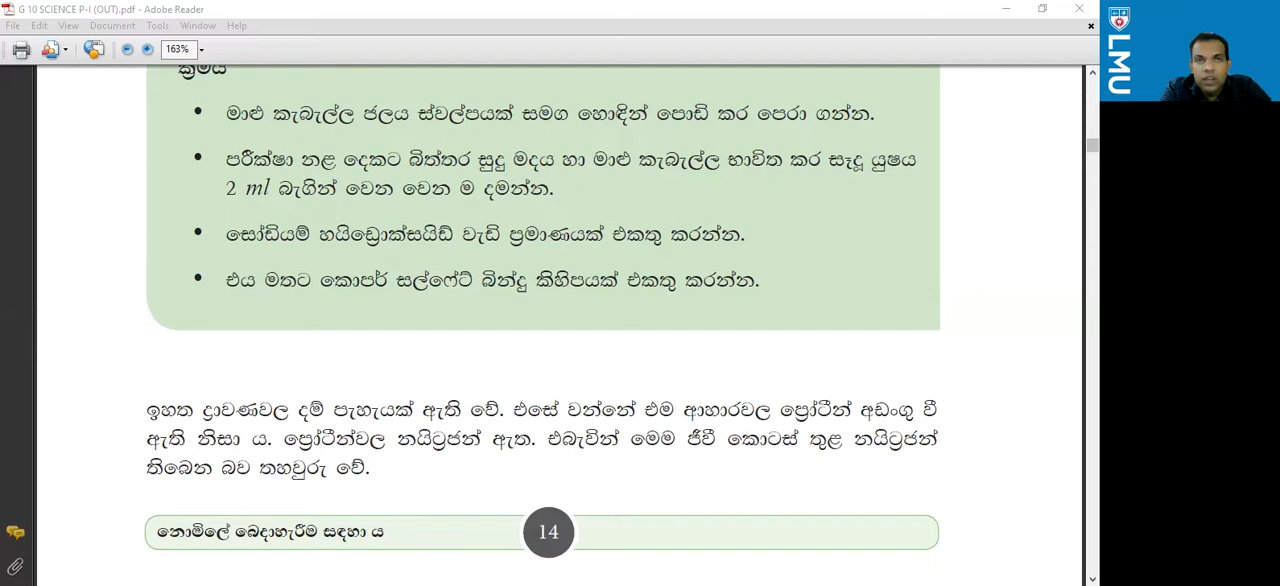 G 10 SCIENCE P-I (OUT).pdf - Adobe Reader
File Edit View Document Tools Window Help
163%
ක්‍රමය
• මාළු කැබැල්ල ජලය ස්වල්පයක් සමග හොඳින් පොඩි කර පෙරා ගන්න.
• පරීක්ෂා නළ දෙකට බිත්තර සුදු මදය හා මාළු කැබැල්ල භාවිත කර සෑදූ යුෂය
2 ml බැගින් වෙන වෙන ම දමන්න.
• සෝඩියම් හයිඩ්‍රොක්සයිඩ් වැඩි ප්‍රමාණයක් එකතු කරන්න.
• එය මතට කොපර් සල්ෆේට් බින්දු කිහිපයක් එකතු කරන්න.
ඉහත ද්‍රාවණවල දම් පැහැයක් ඇති වේ. එසේ වන්නේ එම ආහාරවල ප්‍රෝටීන් අඩංගු වී
ඇති නිසා ය. ප්‍රෝටීන්වල නයිට්‍රජන් ඇත. එබැවින් මෙම ජීවී කොටස් තුළ නයිට්‍රජන්
තිබෙන බව තහවුරු වේ.
නොමිලේ බෙදාහැරීම සඳහා ය
14
LMU